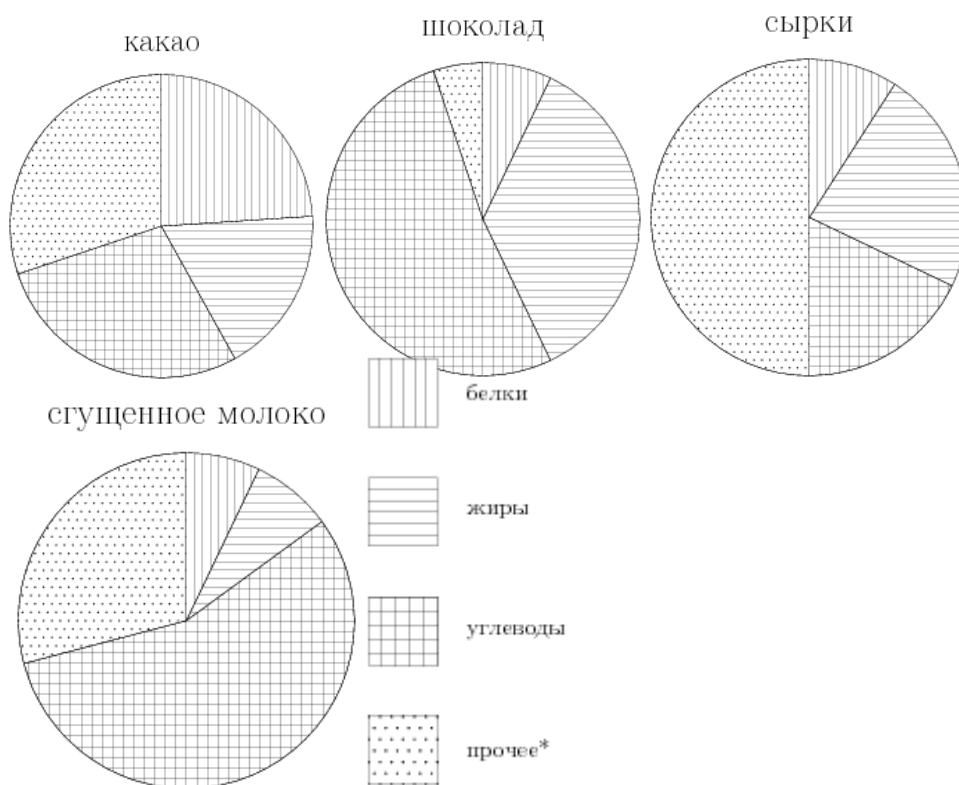 какао
шоколад
сырки
сгущенное молоко
белки
жиры
углеводы
прочее*